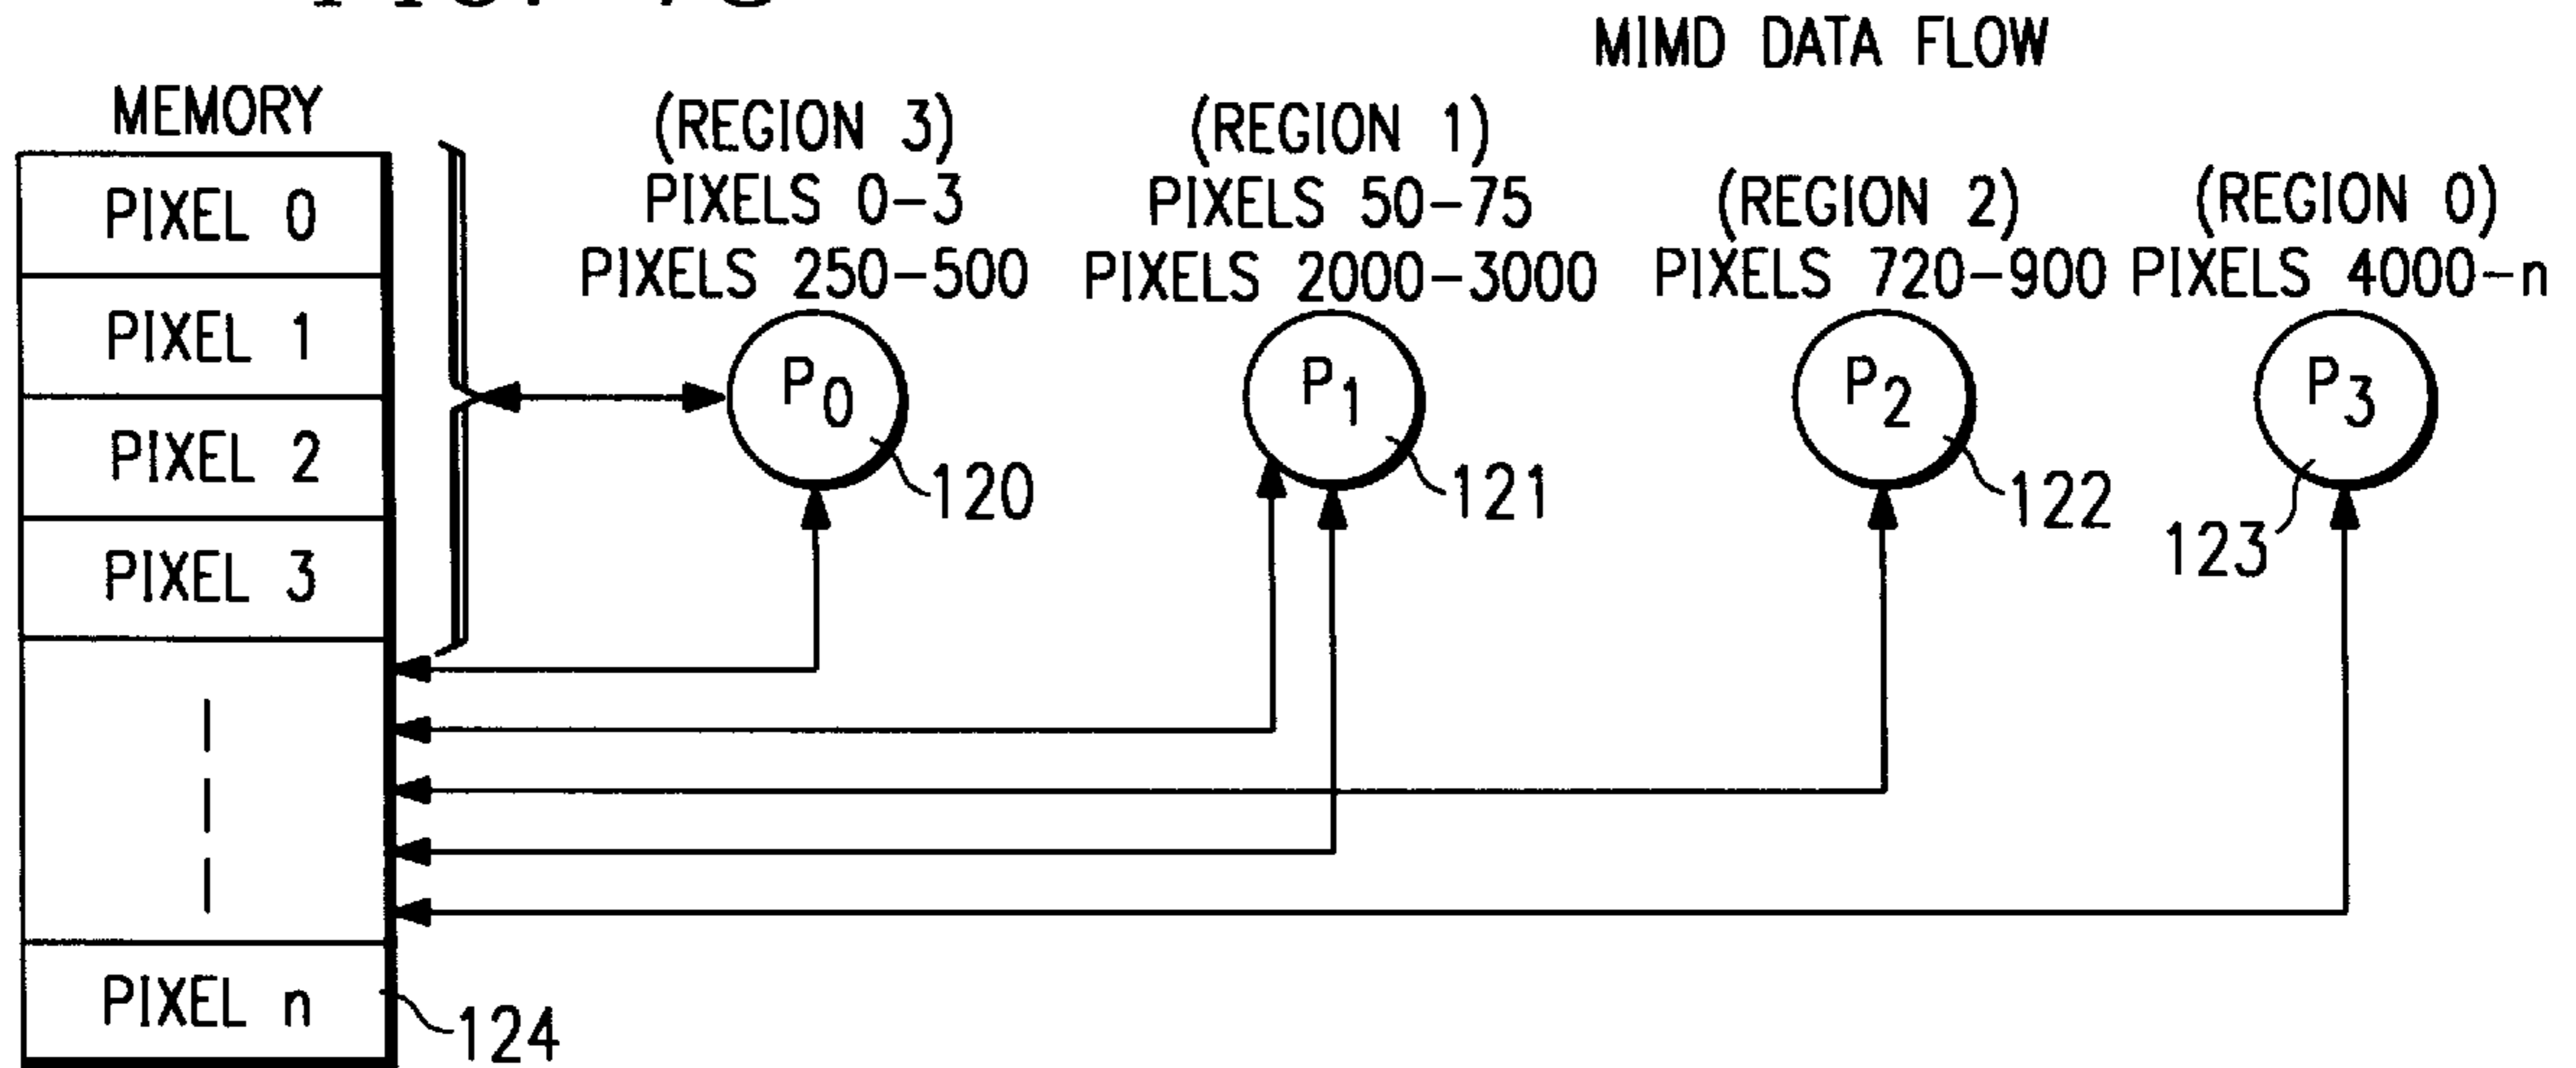 MIMD DATA FLOW
MEMORY
PIXEL 0
PIXEL 1
PIXEL 2
PIXEL 3
PIXEL n
124
(REGION 3)
PIXELS 0-3
PIXELS 250-500
P0
120
(REGION 1)
PIXELS 50-75
PIXELS 2000-3000
P1
121
(REGION 2)
PIXELS 720-900
P2
122
(REGION 0)
PIXELS 4000-n
P3
123